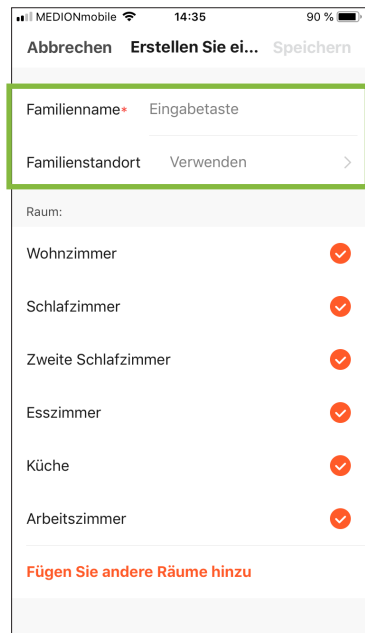 MEDIONmobile 14:35 90 %
Abbrechen Erstellen Sie ei... Speichern
Familienname* Eingabetaste
Familienstandort Verwenden
Raum:
Wohnzimmer
Schlafzimmer
Zweite Schlafzimmer
Esszimmer
Küche
Arbeitszimmer
Fügen Sie andere Räume hinzu